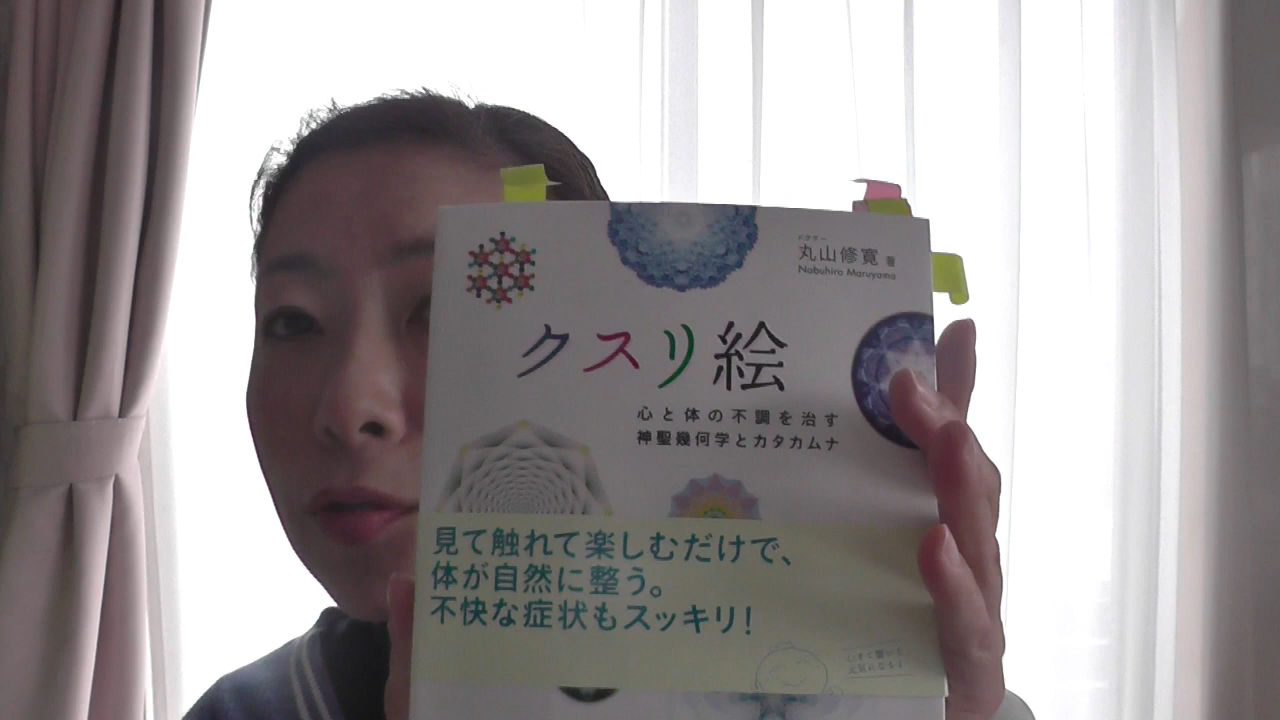 ドクター
丸山修寛 著
Nobuhiro Maruyama
クスリ絵
心と体の不調を治す
神聖幾何学とカタカムナ
見て触れて楽しむだけで、
体が自然に整う。
不快な症状もスッキリ！